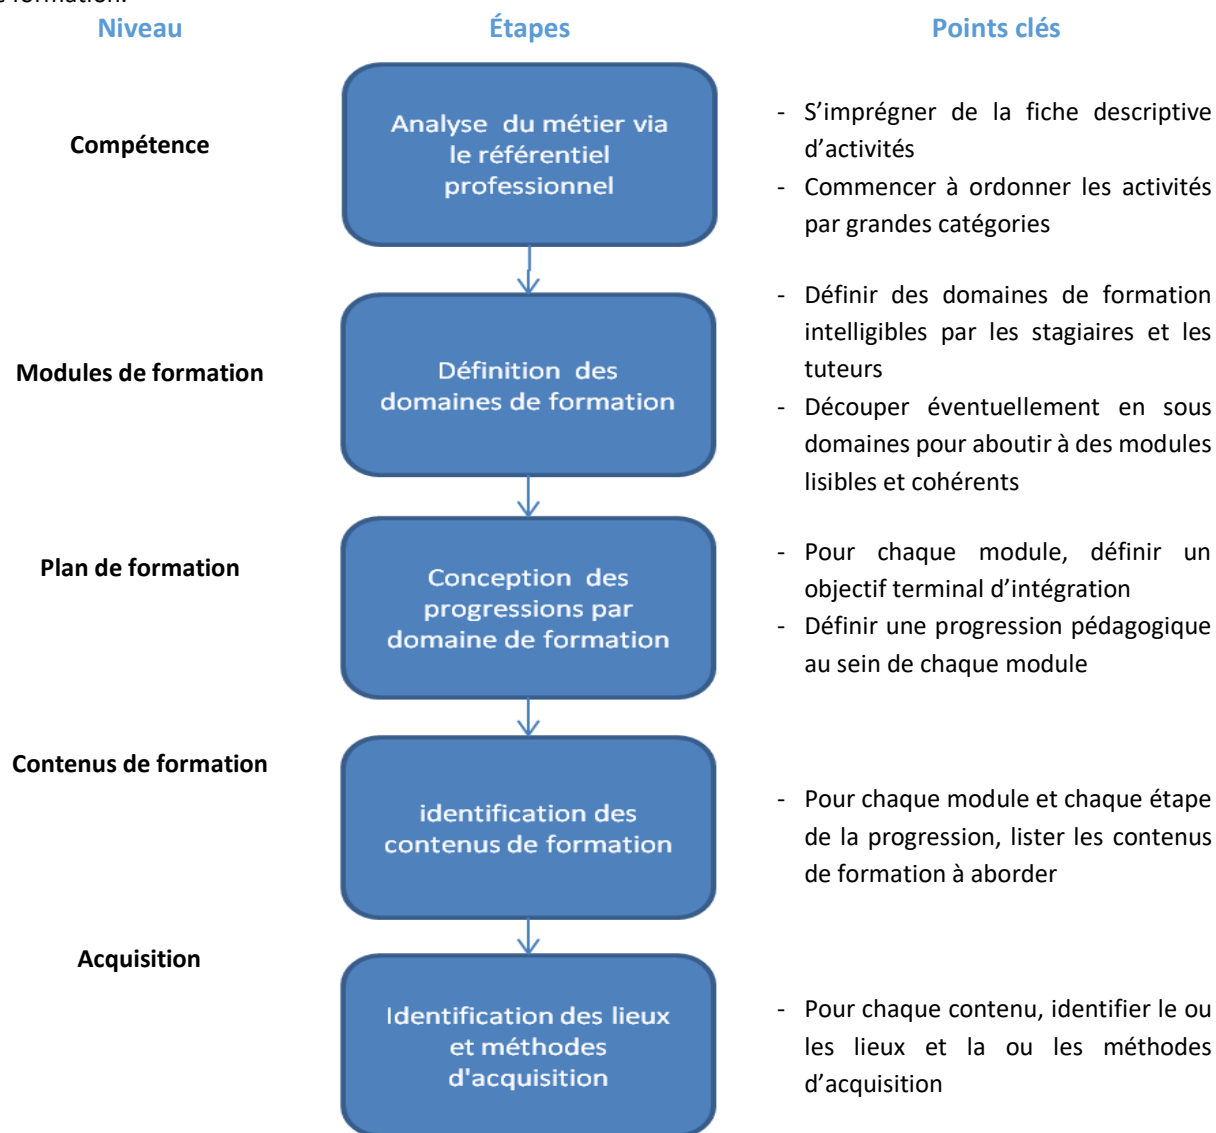 e formation.
Niveau
Étapes
Points clés
Compétence
Analyse du métier via
le référentiel
professionnel
- S’imprégner de la fiche descriptive
d’activités
- Commencer à ordonner les activités
par grandes catégories
Modules de formation
Définition des
domaines de formation
- Définir des domaines de formation
intelligibles par les stagiaires et les
tuteurs
- Découper éventuellement en sous
domaines pour aboutir à des modules
lisibles et cohérents
Plan de formation
Conception des
progressions par
domaine de formation
- Pour chaque module, définir un
objectif terminal d’intégration
- Définir une progression pédagogique
au sein de chaque module
Contenus de formation
identification des
contenus de formation
- Pour chaque module et chaque étape
de la progression, lister les contenus
de formation à aborder
Acquisition
Identification des lieux
et méthodes
d'acquisition
- Pour chaque contenu, identifier le ou
les lieux et la ou les méthodes
d’acquisition